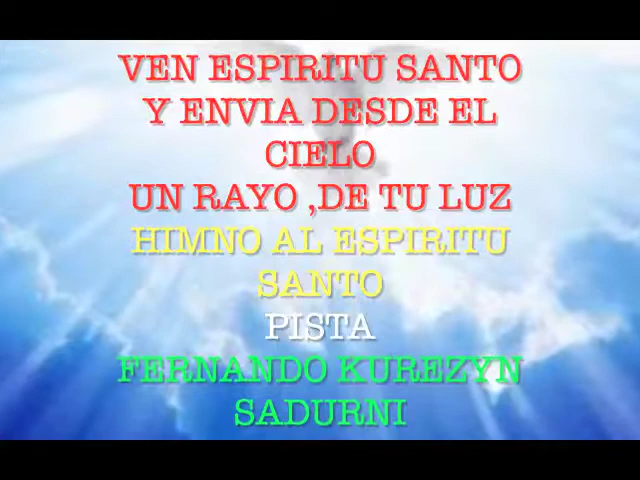 VEN ESPIRITU SANTO
Y ENVIA DESDE EL
CIELO
UN RAYO ,DE TU LUZ
HIMNO AL ESPIRITU
SANTO
PISTA
FERNANDO KUREZYN
SADURNI